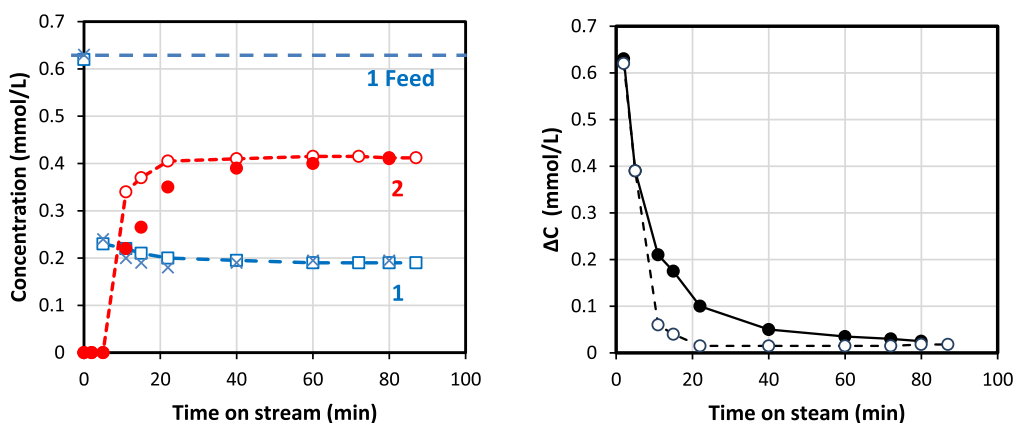 0.7
0.6
0.5
0.4
0.3
0.2
0.1
0
0 20 40 60 80 100
Concentration (mmol/L)
Time on stream (min)
1 Feed
2
1
0.7
0.6
0.5
0.4
0.3
0.2
0.1
0
0 20 40 60 80 100
ΔC (mmol/L)
Time on steam (min)